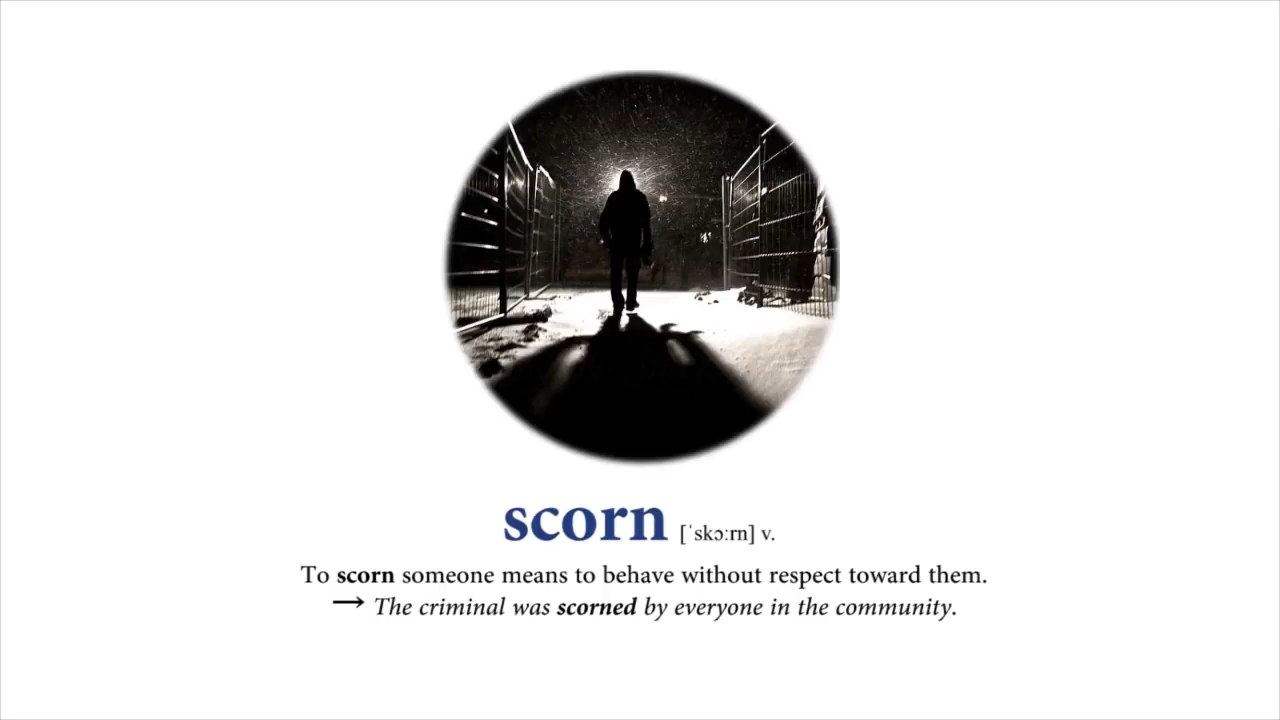 scorn [ˈskɔːrn] v.
To scorn someone means to behave without respect toward them.
→ The criminal was scorned by everyone in the community.